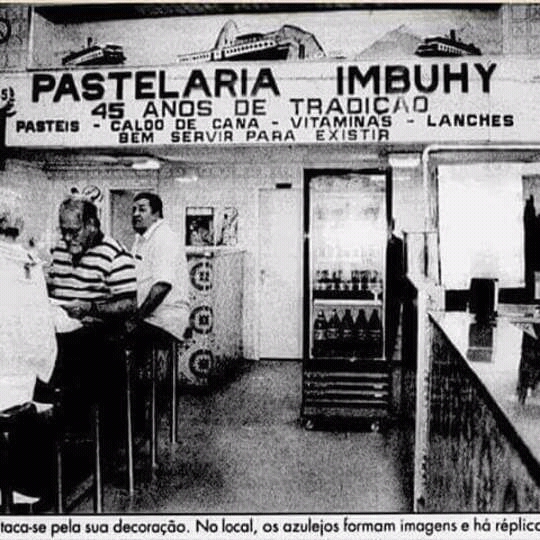 PASTELARIA IMBUHY
45 ANOS DE TRADIÇÃO
PASTEIS - CALDO DE CANA - VITAMINAS - LANCHES
BEM SERVIR PARA EXISTIR
taca-se pela sua decoração. No local, os azulejos formam imagens e há réplica